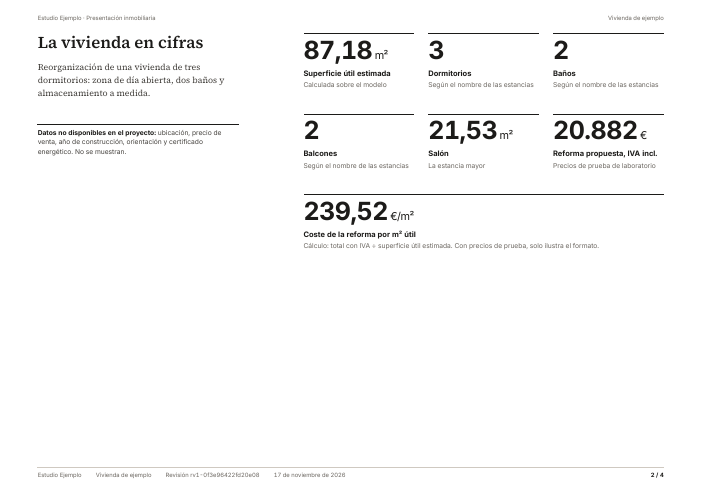 Estudio Ejemplo · Presentación inmobiliaria
Vivienda de ejemplo
La vivienda en cifras
Reorganización de una vivienda de tres
dormitorios: zona de día abierta, dos baños y
almacenamiento a medida.
Datos no disponibles en el proyecto: ubicación, precio de
venta, año de construcción, orientación y certificado
energético. No se muestran.
87,18 m²
Superficie útil estimada
Calculada sobre el modelo
3
Dormitorios
Según el nombre de las estancias
2
Baños
Según el nombre de las estancias
2
Balcones
Según el nombre de las estancias
21,53 m²
Salón
La estancia mayor
20.882 €
Reforma propuesta, IVA incl.
Precios de prueba de laboratorio
239,52 €/m²
Coste de la reforma por m² útil
Cálculo: total con IVA ÷ superficie útil estimada. Con precios de prueba, solo ilustra el formato.
Estudio Ejemplo Vivienda de ejemplo Revisión rv1-0f3e96422fd20e08 17 de noviembre de 2026 2 / 4